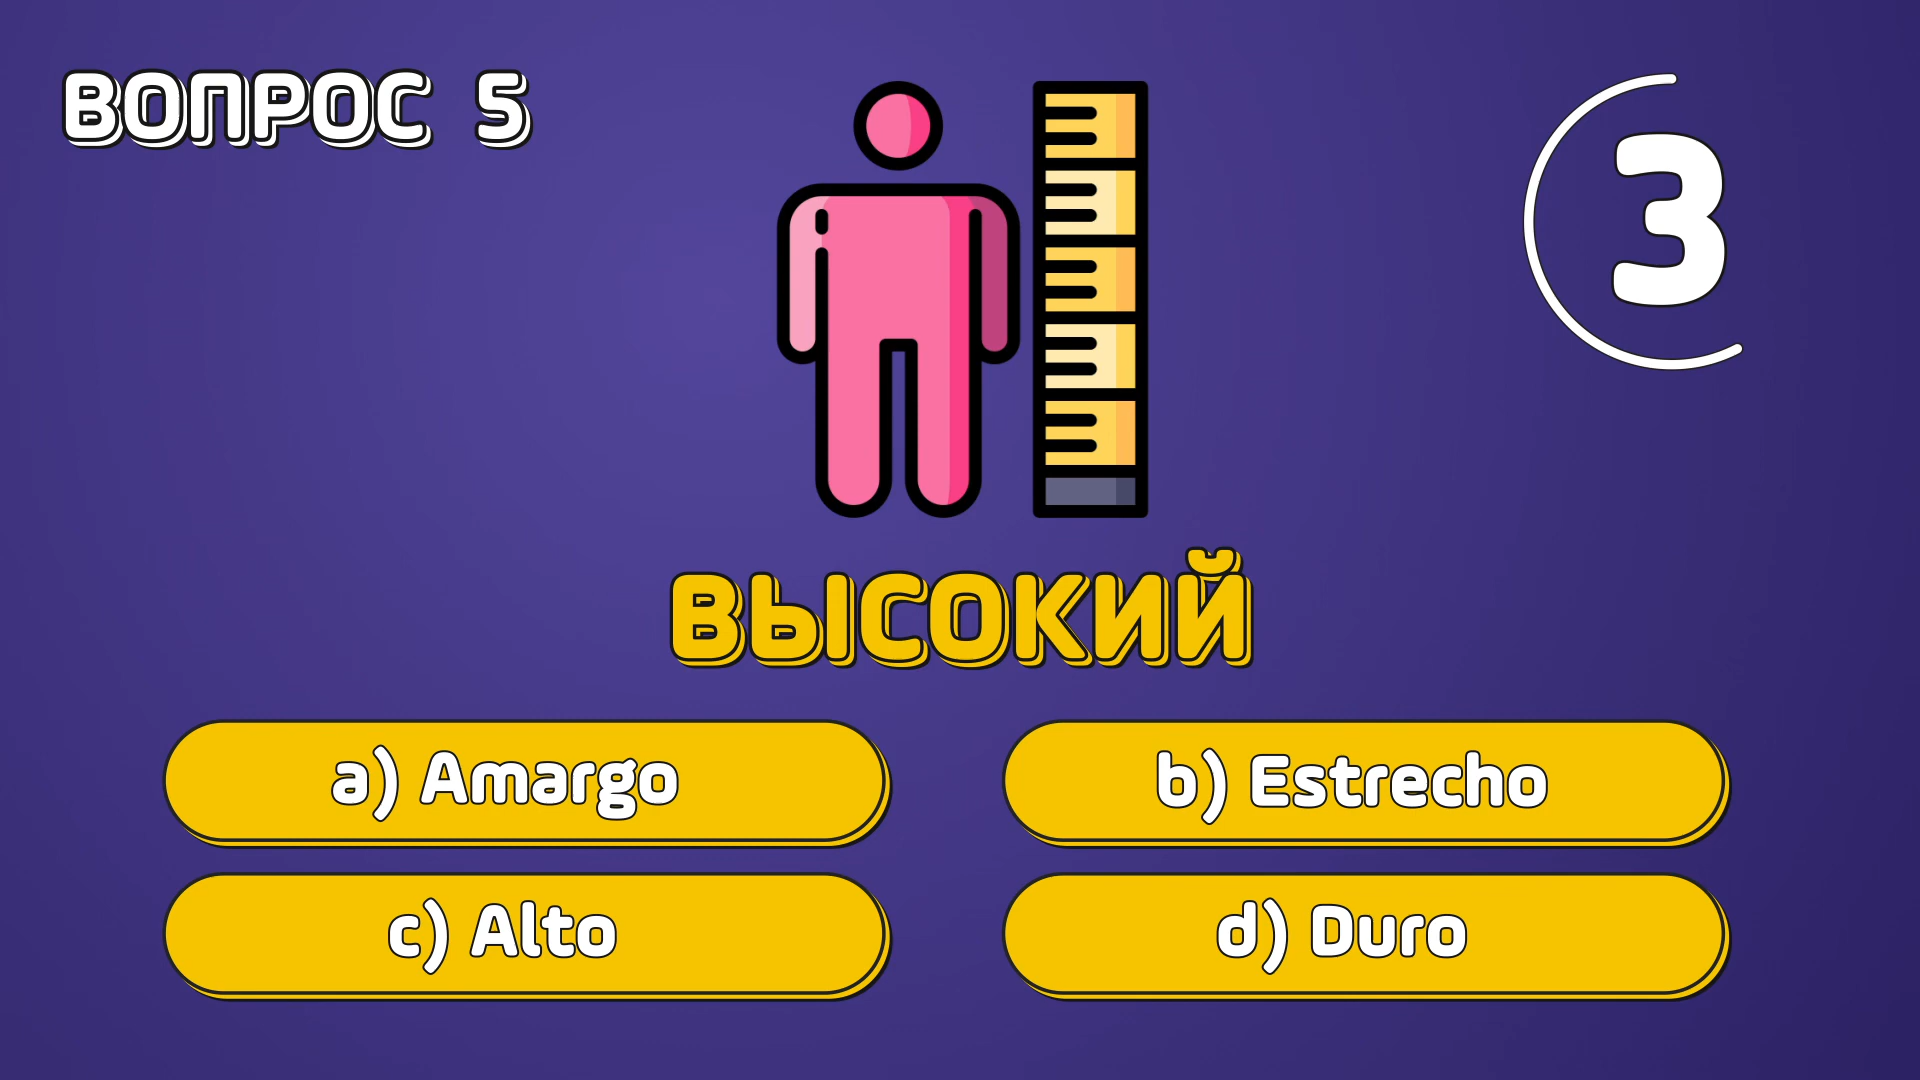 ВОПРОС 5
3
ВЫСОКИЙ
a) Amargo
b) Estrecho
c) Alto
d) Duro